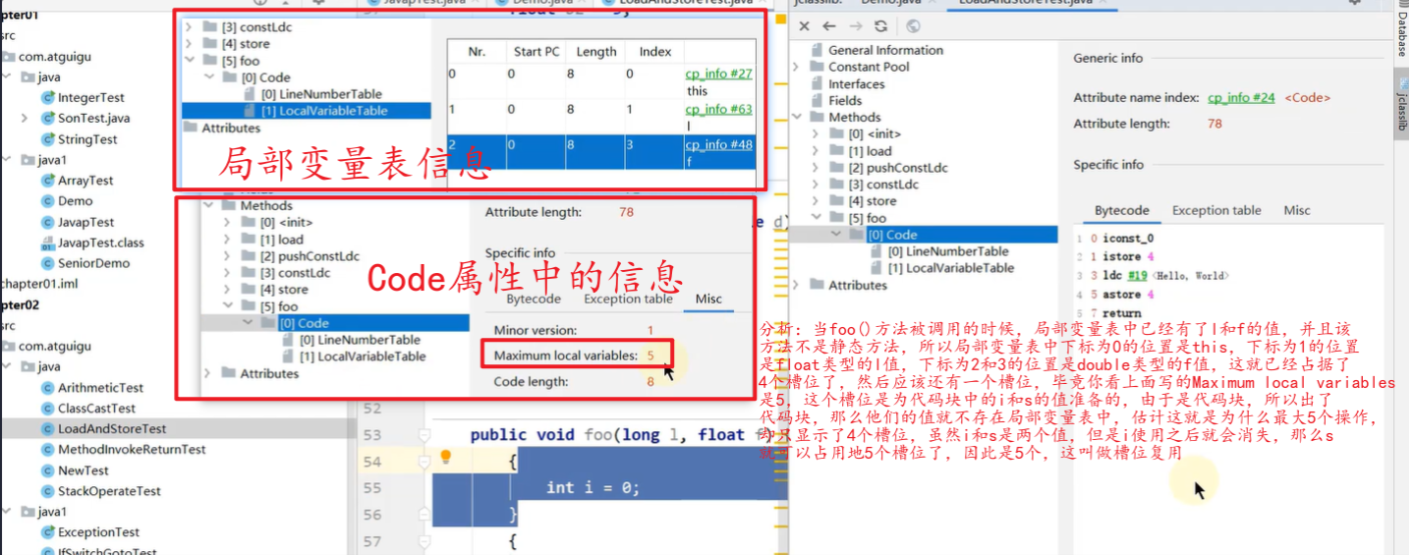 pter01
src
com.atguigu
java
IntegerTest
SonTest.java
StringTest
java1
ArrayTest
Demo
JavapTest
JavapTest.class
SeniorDemo
chapter01.iml
pter02
src
com.atguigu
java
ArithmeticTest
ClassCastTest
LoadAndStoreTest
MethodInvokeReturnTest
NewTest
StackOperateTest
java1
ExceptionTest
IfSwitchGotoTest
JavapTest.java
Demo.java
LoadAndStoreTest.java
[3] constLdc
[4] store
[5] foo
[0] Code
[0] LineNumberTable
[1] LocalVariableTable
Attributes
Nr. Start PC Length Index
0 0 8 0 cp_info #27
this
1 0 8 1 cp_info #63
l
2 0 8 3 cp_info #48
f
局部变量表信息
Methods
[0] <init>
[1] load
[2] pushConstLdc
[3] constLdc
[4] store
[5] foo
[0] Code
[0] LineNumberTable
[1] LocalVariableTable
Attributes
Attribute length: 78
Specific info
Code属性中的信息
Bytecode Exception table Misc
Minor version: 1
Maximum local variables: 5
Code length: 8
52
53 public void foo(long l, float f
54 {
55 int i = 0;
56 }
57 {
jclasslib:
Demo.java
LoadAndStoreTest.java
General Information
Constant Pool
Interfaces
Fields
Methods
[0] <init>
[1] load
[2] pushConstLdc
[3] constLdc
[4] store
[5] foo
[0] Code
[0] LineNumberTable
[1] LocalVariableTable
Attributes
Generic info
Attribute name index: cp_info #24 <Code>
Attribute length: 78
Specific info
Bytecode Exception table Misc
1 0 iconst_0
2 1 istore 4
3 3 ldc #19 <Hello, World>
4 5 astore 4
5 7 return
分析：当foo()方法被调用的时候，局部变量表中已经有了l和f的值，并且该
方法不是静态方法，所以局部变量表中下标为0的位置是this，下标为1的位置
是float类型的l值，下标为2和3的位置是double类型的f值，这就已经占据了
4个槽位了，然后应该还有一个槽位，毕竟你看上面写的Maximum local variables
是5，这个槽位是为代码块中的i和s的值准备的，由于是代码块，所以出了
代码块，那么他们的值就不存在局部变量表中，估计这就是为什么最大5个操作，
却只显示了4个槽位，虽然i和s是两个值，但是i使用之后就会消失，那么s
就可以占用地5个槽位了，因此是5个，这叫做槽位复用
Database
jclasslib